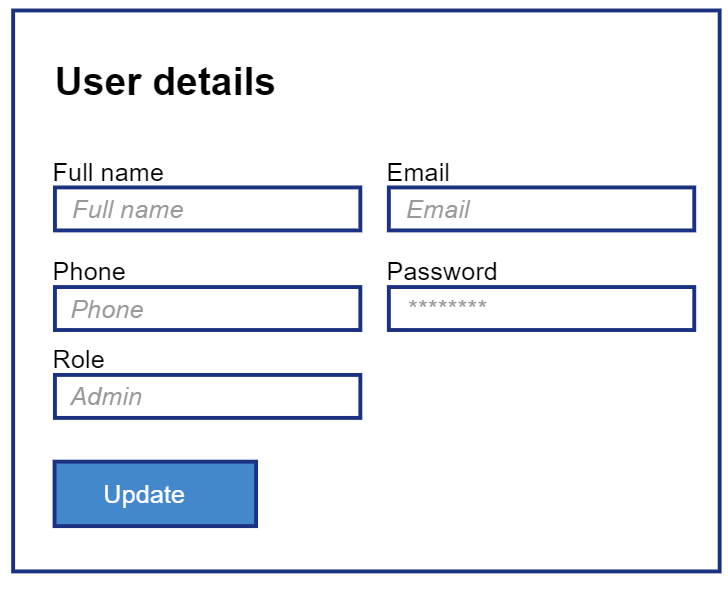 User details
Full name
Full name
Email
Email
Phone
Phone
Password
********
Role
Admin
Update